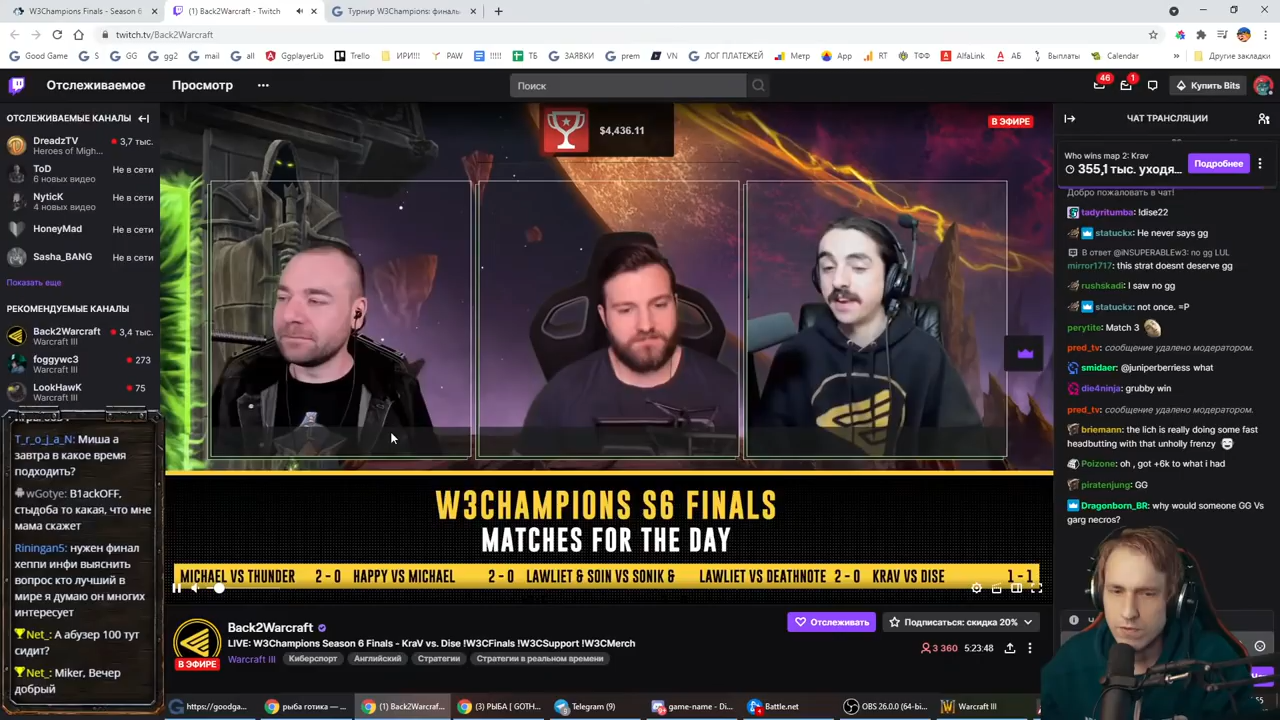 W3Champions Finals - Season 6
(1) Back2Warcraft - Twitch
Турнир W3Champions: финалы
twitch.tv/Back2Warcraft
Good Game
S
GG
gg2
mail
all
GgplayerLab
Trello
ИРИ!!!
PAW
!!!!!
ТБ
ЗАЯВКИ
prem
VN
ЛОГ ПЛАТЕЖЕЙ
Метр
App
RT
ТФФ
AlfaLink
АБ
Выплаты
Calendar
Другие закладки
Отслеживаемое
Просмотр
Поиск
46
1
Купить Bits
ОТСЛЕЖИВАЕМЫЕ КАНАЛЫ
DreadzTV
3,7 тыс.
Heroes of Migh...
ToD
Не в сети
6 новых видео
NyticK
Не в сети
4 новых видео
HoneyMad
Не в сети
Sasha_BANG
Не в сети
Показать еще
РЕКОМЕНДУЕМЫЕ КАНАЛЫ
Back2Warcraft
3,4 тыс.
Warcraft III
foggywc3
273
Warcraft III
LookHawK
75
Warcraft III
T_r_o_j_a_N: Миша а
завтра в какое время
подходить?
wGotye: B1ackOFF,
стыдоба то какая, что мне
мама скажет
Riningan5: нужен финал
хеппи инфи выяснить
вопрос кто лучший в
мире я думаю он многих
интересует
Net_: А абузер 100 тут
сидит?
Net_: Miker, Вечер
добрый
$4,436.11
В ЭФИРЕ
W3CHAMPIONS S6 FINALS
MATCHES FOR THE DAY
MICHAEL VS THUNDER 2 - 0 HAPPY VS MICHAEL 2 - 0 LAWLIET & SOIN VS SONIK & LAWLIET VS DEATHNOTE 2 - 0 KRAV VS DISE 1 - 1
Back2Warcraft
LIVE: W3Champions Season 6 Finals - KraV vs. Dise !W3CFinals !W3CSupport !W3CMerch
Warcraft III
Киберспорт
Английский
Стратегии
Стратегии в реальном времени
В ЭФИРЕ
Отслеживать
Подписаться: скидка 20%
3 360
5:23:48
ЧАТ ТРАНСЛЯЦИИ
Who wins map 2: Krav
355,1 тыс. уходя...
Подробнее
Добро пожаловать в чат!
tadyritumba: !dise22
statuckx: He never says gg
В ответ @iNSUPERABLEw3: no gg LUL
mirror1717: this strat doesnt deserve gg
rushskadi: I saw no gg
statuckx: not once. =P
perytite: Match 3
pred_tv: сообщение удалено модератором.
smidaer: @juniperberriess what
die4ninja: grubby win
pred_tv: сообщение удалено модератором.
briemann: the lich is really doing some fast
headbutting with that unholly frenzy
Poizone: oh , got +6k to what i had
piratenjung: GG
Dragonborn_BR: why would someone GG Vs
garg necros?
https://goodga...
рыба готика — ...
(1) Back2Warcraf...
(3) РЫБА [ GOTH...
Telegram (9)
game-name - Di...
Battle.net
OBS 26.0.0 (64-bi...
Warcraft III